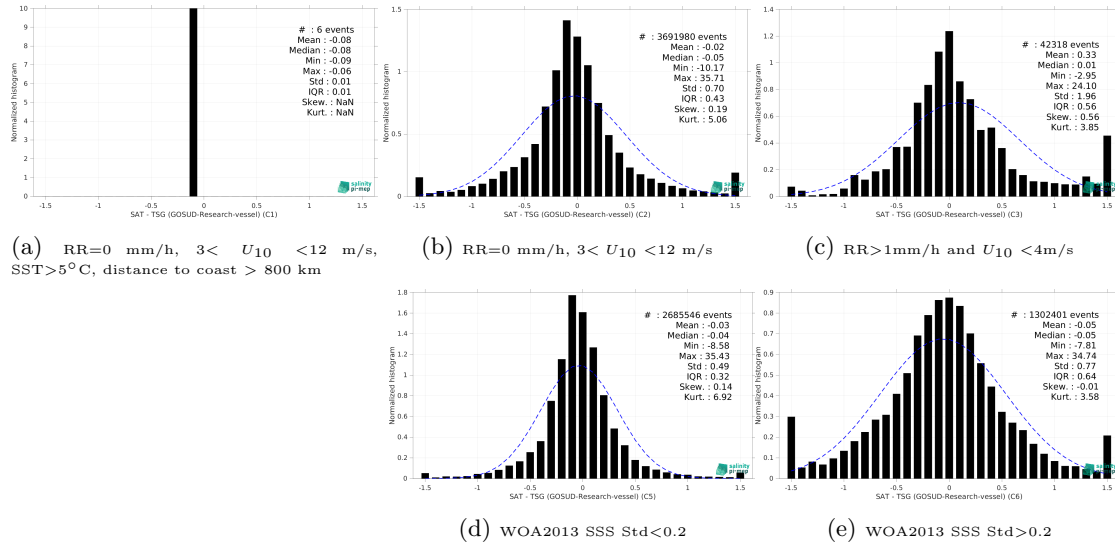 10
9
8
7
6
5
4
3
2
1
0
Normalized histogram
-1.5 -1 -0.5 0 0.5 1 1.5
SAT - TSG (GOSUD-Research-vessel) (C1)
# : 6 events
Mean : -0.08
Median : -0.08
Min : -0.09
Max : -0.06
Std : 0.01
IQR : 0.01
Skew. : NaN
Kurt. : NaN
salinity
pi-mep
(a) RR=0 mm/h, 3< U10 <12 m/s,
SST>5°C, distance to coast > 800 km
1.5
1
0.5
0
Normalized histogram
-1.5 -1 -0.5 0 0.5 1 1.5
SAT - TSG (GOSUD-Research-vessel) (C2)
# : 3691980 events
Mean : -0.02
Median : -0.05
Min : -10.17
Max : 35.71
Std : 0.70
IQR : 0.43
Skew. : 0.19
Kurt. : 5.06
salinity
pi-mep
(b) RR=0 mm/h, 3< U10 <12 m/s
1.4
1.2
1
0.8
0.6
0.4
0.2
0
Normalized histogram
-1.5 -1 -0.5 0 0.5 1 1.5
SAT - TSG (GOSUD-Research-vessel) (C3)
# : 42318 events
Mean : 0.33
Median : 0.01
Min : -2.95
Max : 24.10
Std : 1.96
IQR : 0.56
Skew. : 0.56
Kurt. : 3.85
salinity
pi-mep
(c) RR>1mm/h and U10 <4m/s
1.8
1.6
1.4
1.2
1
0.8
0.6
0.4
0.2
0
Normalized histogram
-1.5 -1 -0.5 0 0.5 1 1.5
SAT - TSG (GOSUD-Research-vessel) (C5)
# : 2685546 events
Mean : -0.03
Median : -0.04
Min : -8.58
Max : 35.43
Std : 0.49
IQR : 0.32
Skew. : 0.14
Kurt. : 6.92
salinity
pi-mep
(d) WOA2013 SSS Std<0.2
0.9
0.8
0.7
0.6
0.5
0.4
0.3
0.2
0.1
0
Normalized histogram
-1.5 -1 -0.5 0 0.5 1 1.5
SAT - TSG (GOSUD-Research-vessel) (C6)
# : 1302401 events
Mean : -0.05
Median : -0.05
Min : -7.81
Max : 34.74
Std : 0.77
IQR : 0.64
Skew. : -0.01
Kurt. : 3.58
salinity
pi-mep
(e) WOA2013 SSS Std>0.2